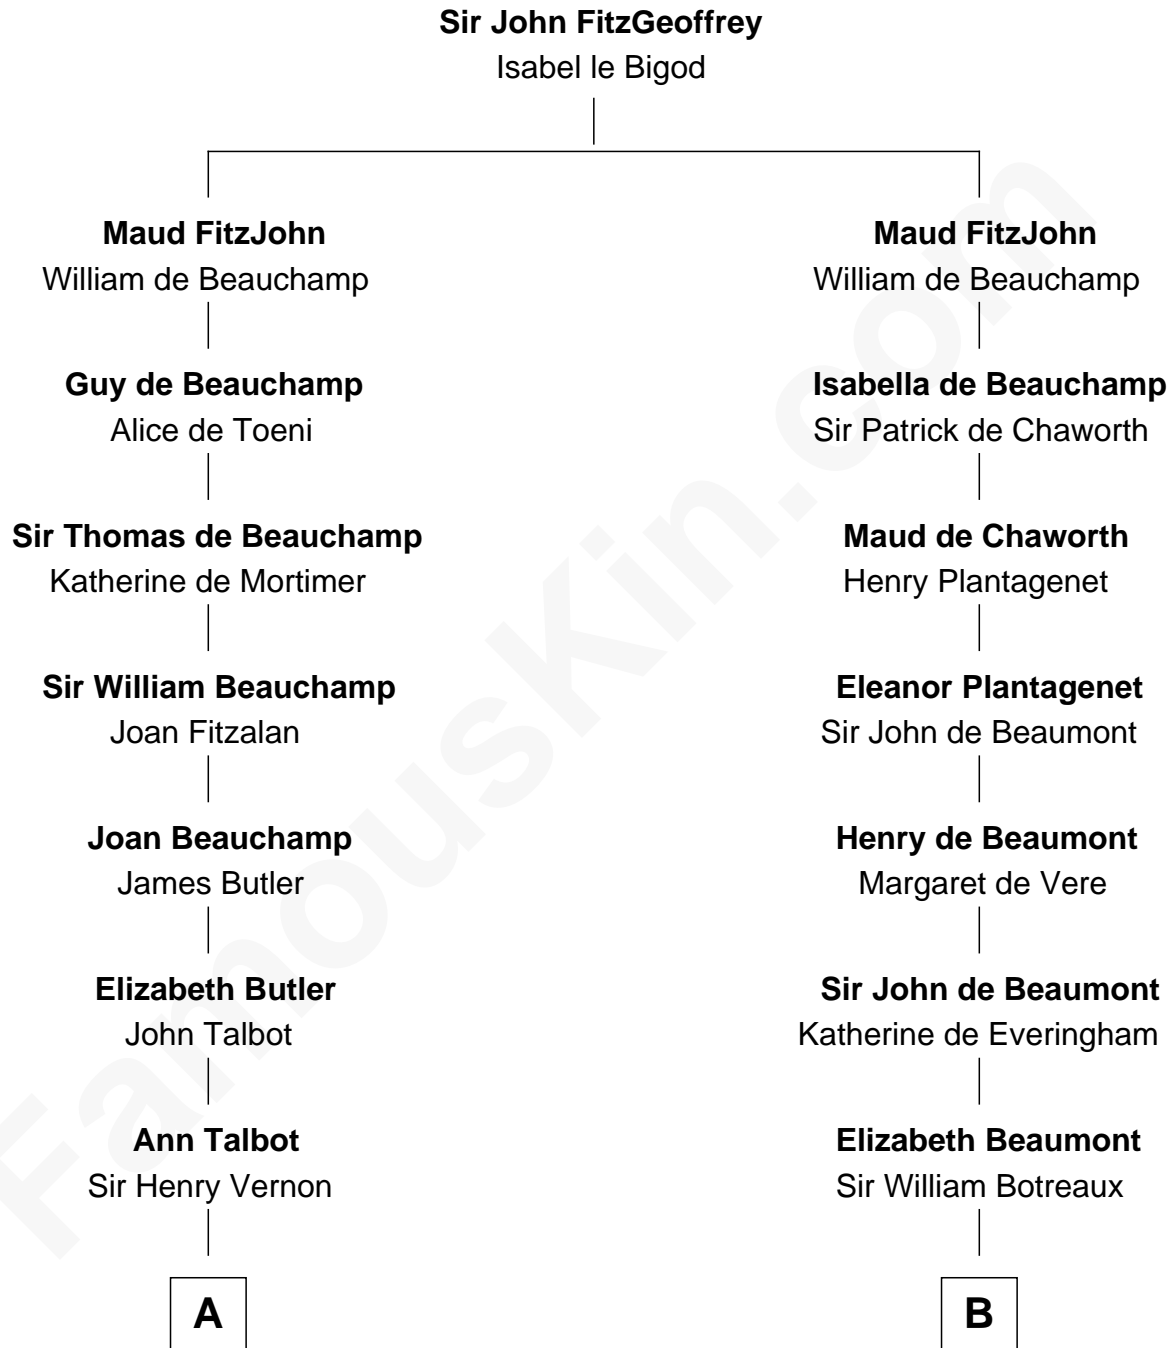 Sir John FitzGeoffrey
Isabel le Bigod
Maud FitzJohn
William de Beauchamp
Guy de Beauchamp
Alice de Toeni
Sir Thomas de Beauchamp
Katherine de Mortimer
Sir William Beauchamp
Joan Fitzalan
Joan Beauchamp
James Butler
Elizabeth Butler
John Talbot
Ann Talbot
Sir Henry Vernon
A
Maud FitzJohn
William de Beauchamp
Isabella de Beauchamp
Sir Patrick de Chaworth
Maud de Chaworth
Henry Plantagenet
Eleanor Plantagenet
Sir John de Beaumont
Henry de Beaumont
Margaret de Vere
Sir John de Beaumont
Katherine de Everingham
Elizabeth Beaumont
Sir William Botreaux
B
FamousKin.com